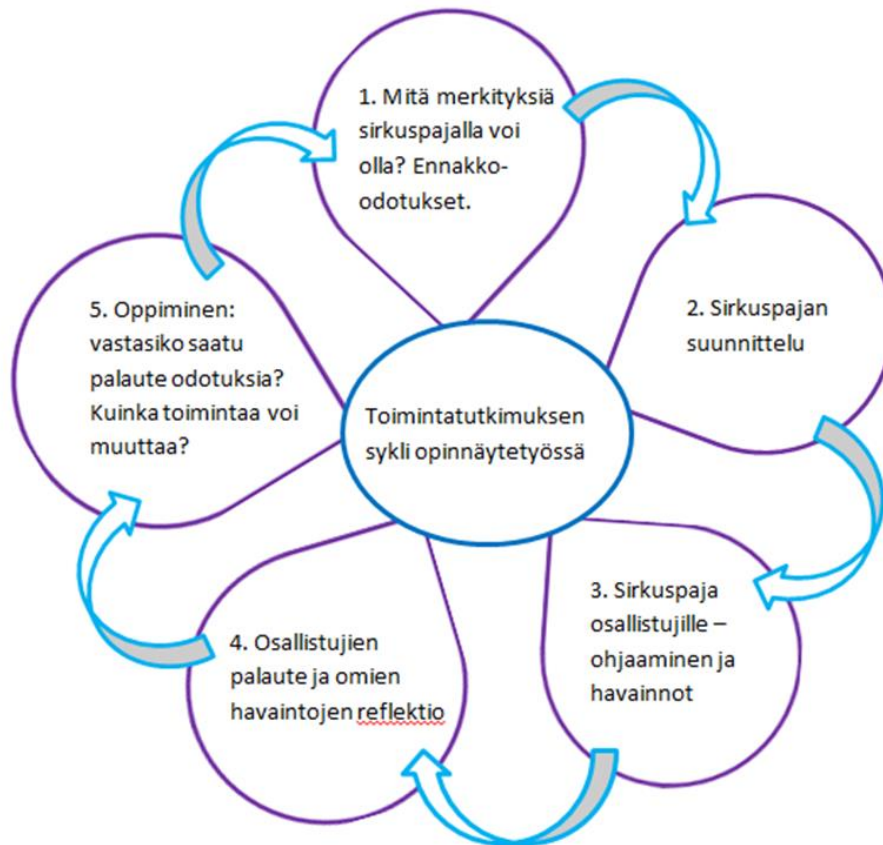 1. Mitä merkityksiä
sirkuspajalla voi
olla? Ennakko-
odotukset.
2. Sirkuspajan
suunnittelu
3. Sirkuspaja
osallistujille –
ohjaaminen ja
havainnot
4. Osallistujien
palaute ja omien
havaintojen reflektio
5. Oppiminen:
vastasiko saatu
palaute odotuksia?
Kuinka toimintaa voi
muuttaa?
Toimintatutkimuksen
sykli opinnäytetyössä